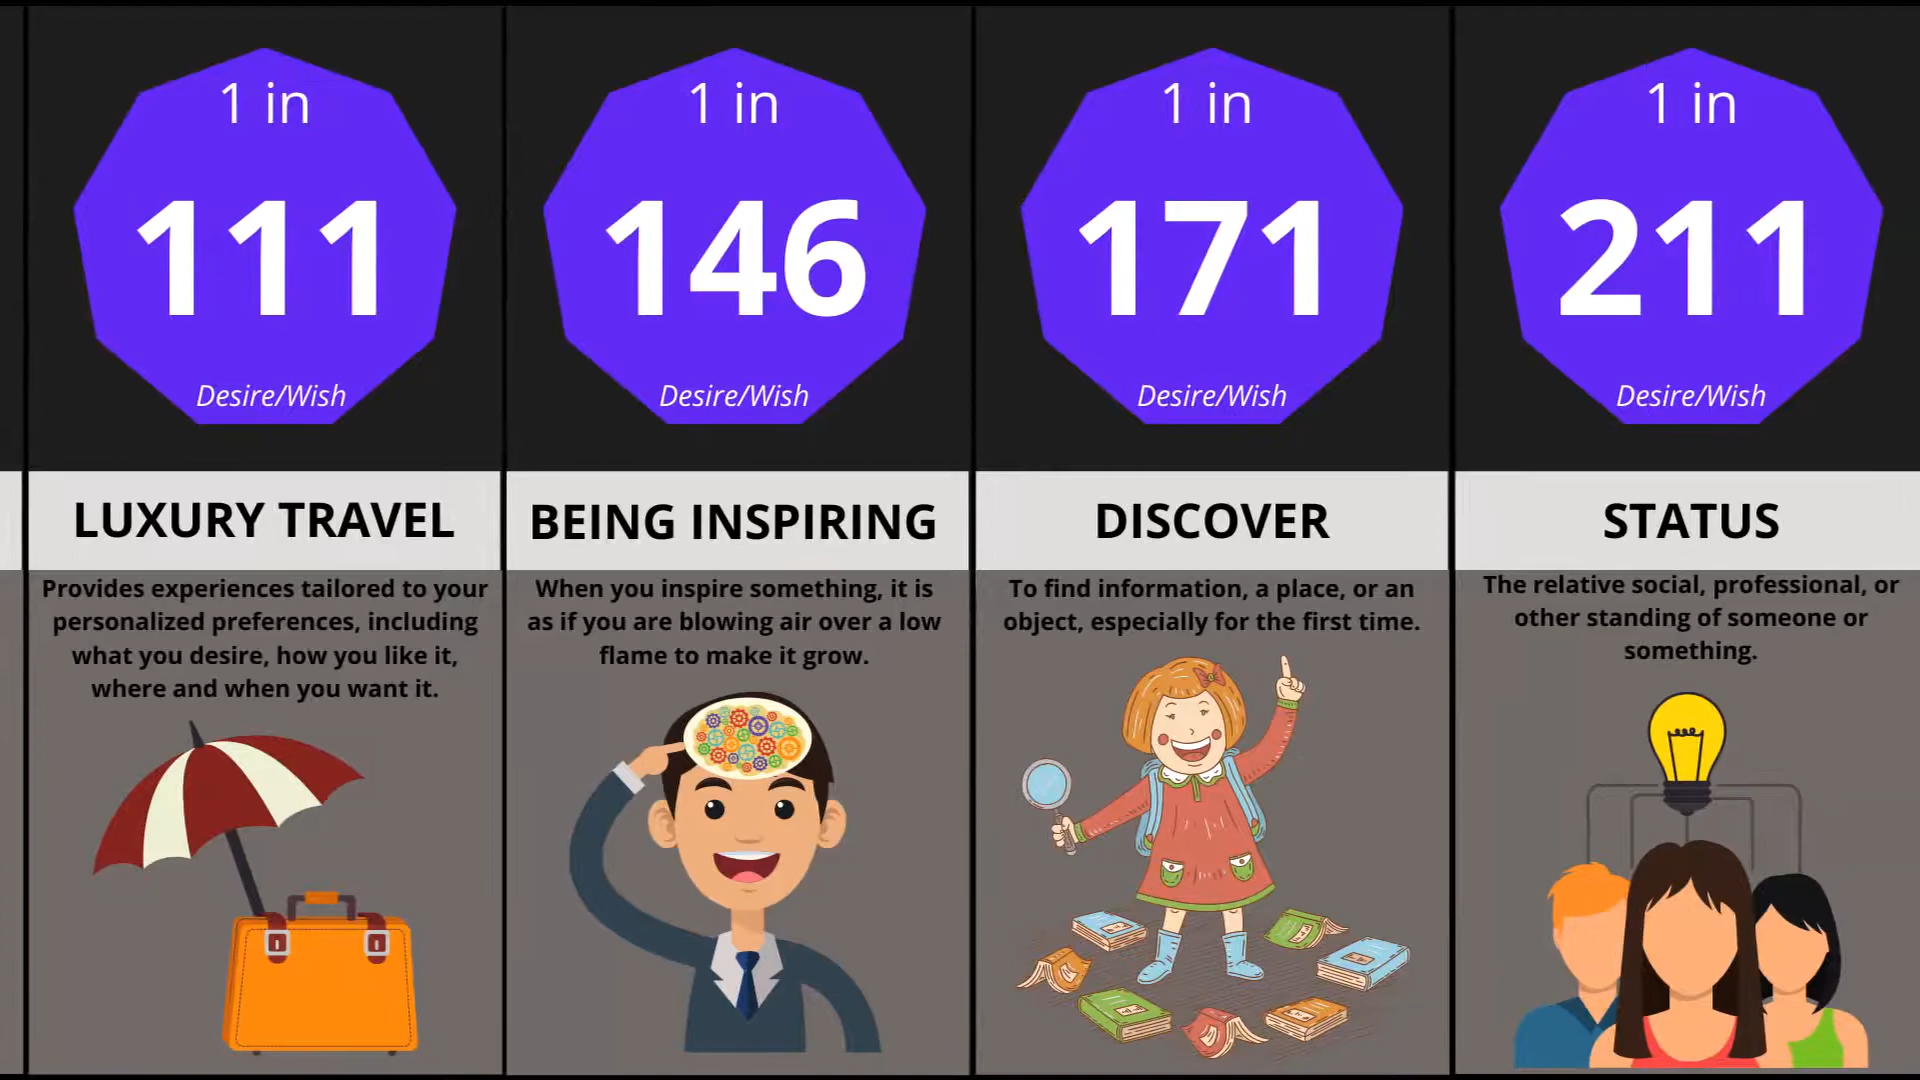 1 in
111
Desire/Wish
LUXURY TRAVEL
Provides experiences tailored to your
personalized preferences, including
what you desire, how you like it,
where and when you want it.
1 in
146
Desire/Wish
BEING INSPIRING
When you inspire something, it is
as if you are blowing air over a low
flame to make it grow.
1 in
171
Desire/Wish
DISCOVER
To find information, a place, or an
object, especially for the first time.
1 in
211
Desire/Wish
STATUS
The relative social, professional, or
other standing of someone or
something.